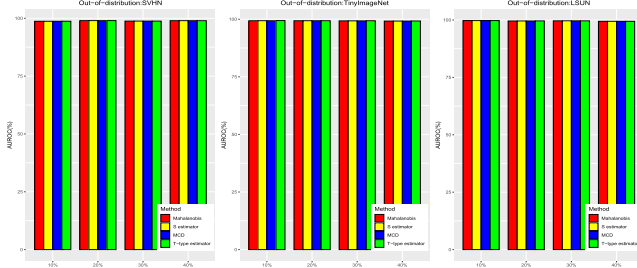 Out-of-distribution:SVHN
AUROC(%)
100
75
50
25
0
10%
20%
30%
40%
Method
Mahalanobis
S estimator
MCD
T-type estimator
Out-of-distribution:TinyImageNet
AUROC(%)
100
75
50
25
0
10%
20%
30%
40%
Method
Mahalanobis
S estimator
MCD
T-type estimator
Out-of-distribution:LSUN
AUROC(%)
100
75
50
25
0
10%
20%
30%
40%
Method
Mahalanobis
S estimator
MCD
T-type estimator